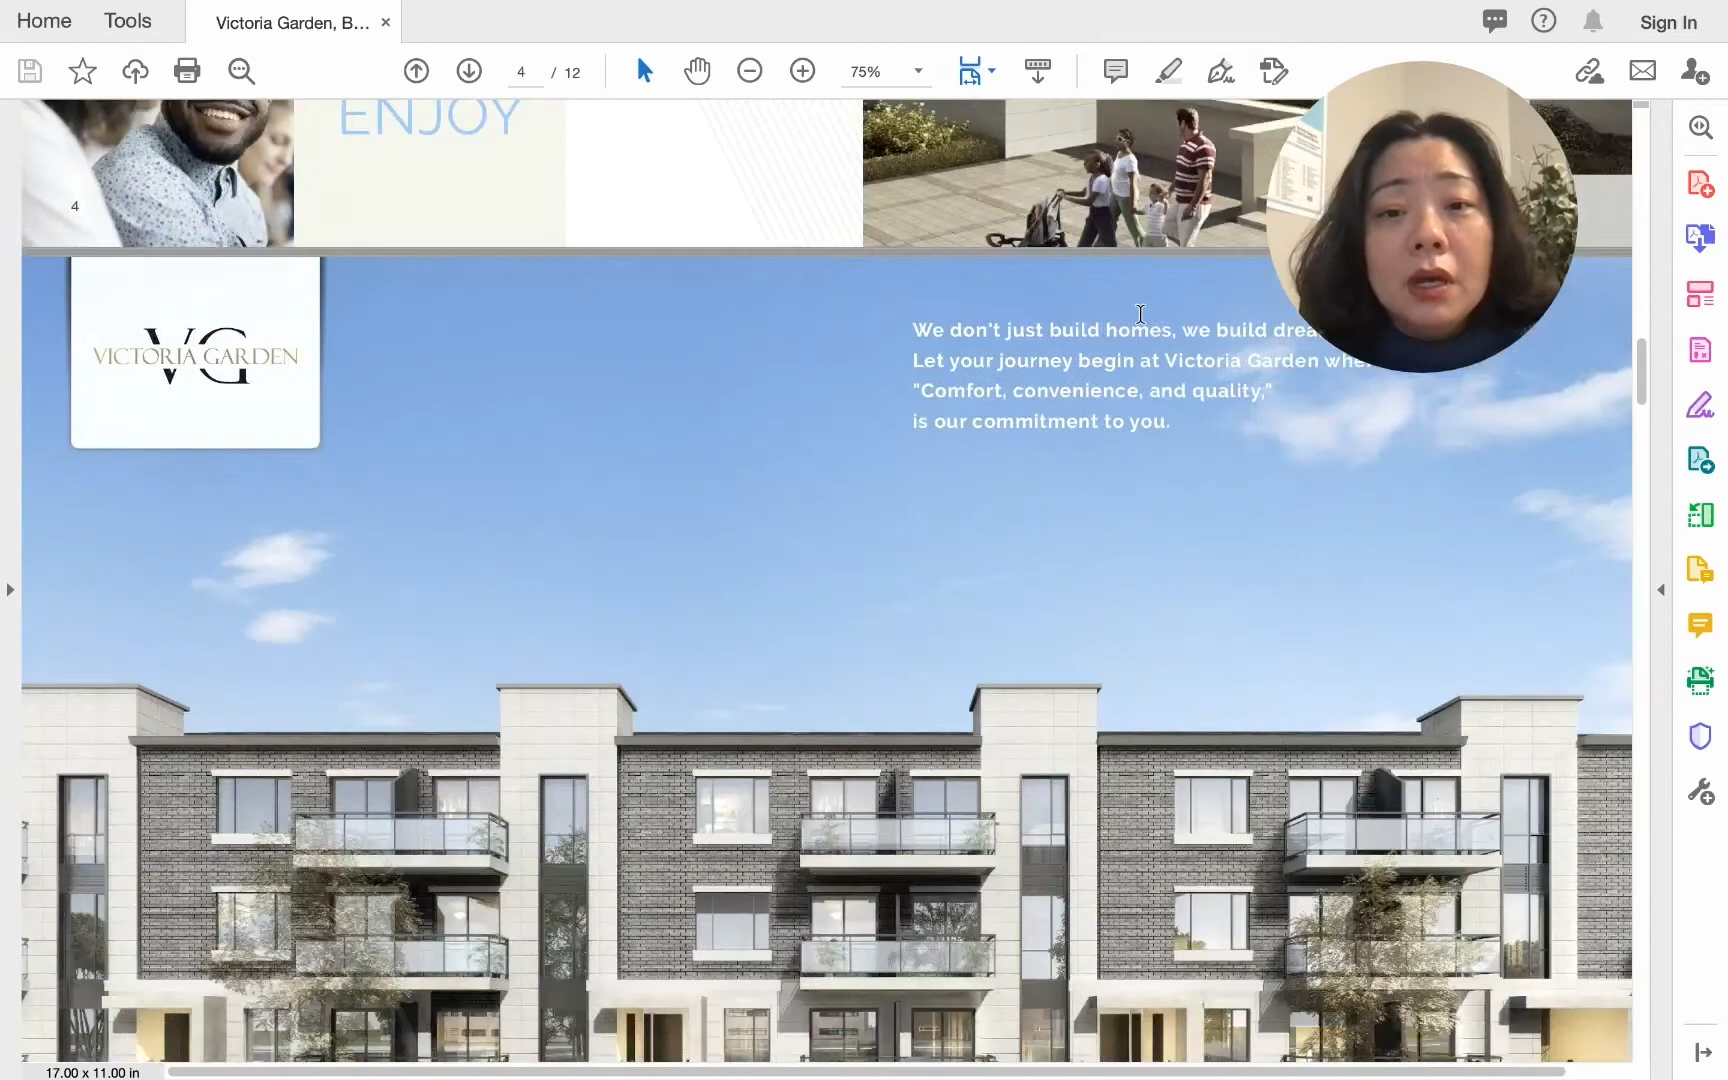 Home
Tools
Victoria Garden, B...
Sign In
4
/ 12
75%
ENJOY
4
VG
VICTORIA GARDEN
We don't just build homes, we build
Let your journey begin at Victoria Garden
"Comfort, convenience, and quality,"
is our commitment to you.
17.00 x 11.00 in